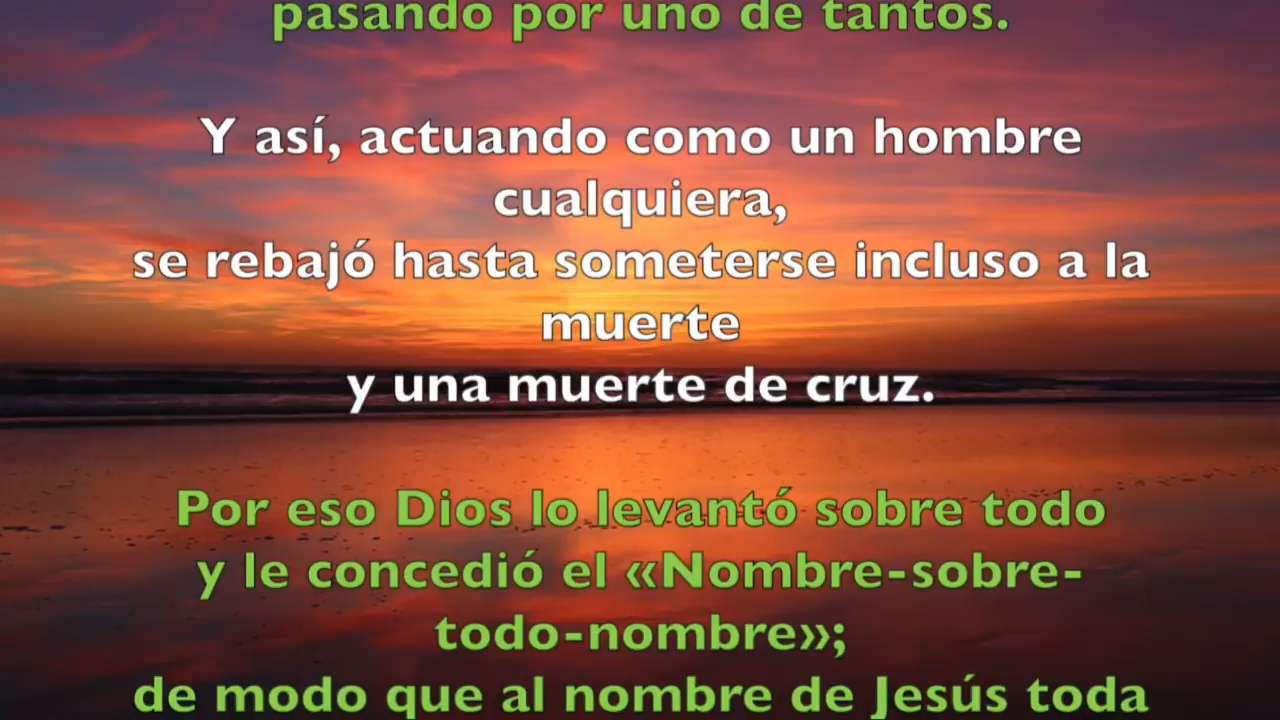 pasando por uno de tantos.
Y así, actuando como un hombre
cualquiera,
se rebajó hasta someterse incluso a la
muerte
y una muerte de cruz.
Por eso Dios lo levantó sobre todo
y le concedió el «Nombre-sobre-
todo-nombre»;
de modo que al nombre de Jesús toda